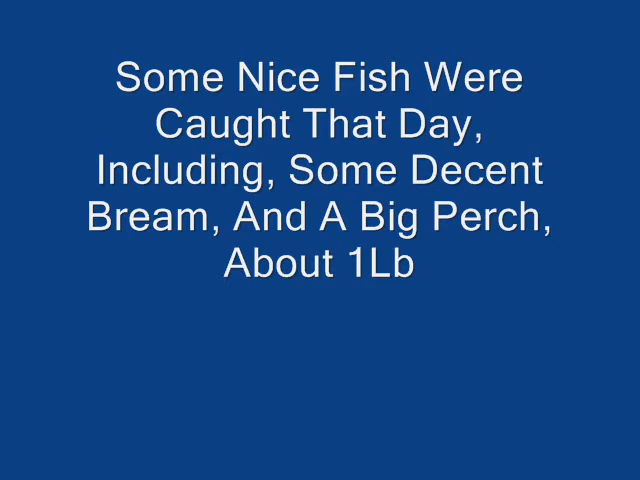 Some Nice Fish Were
Caught That Day,
Including, Some Decent
Bream, And A Big Perch,
About 1Lb